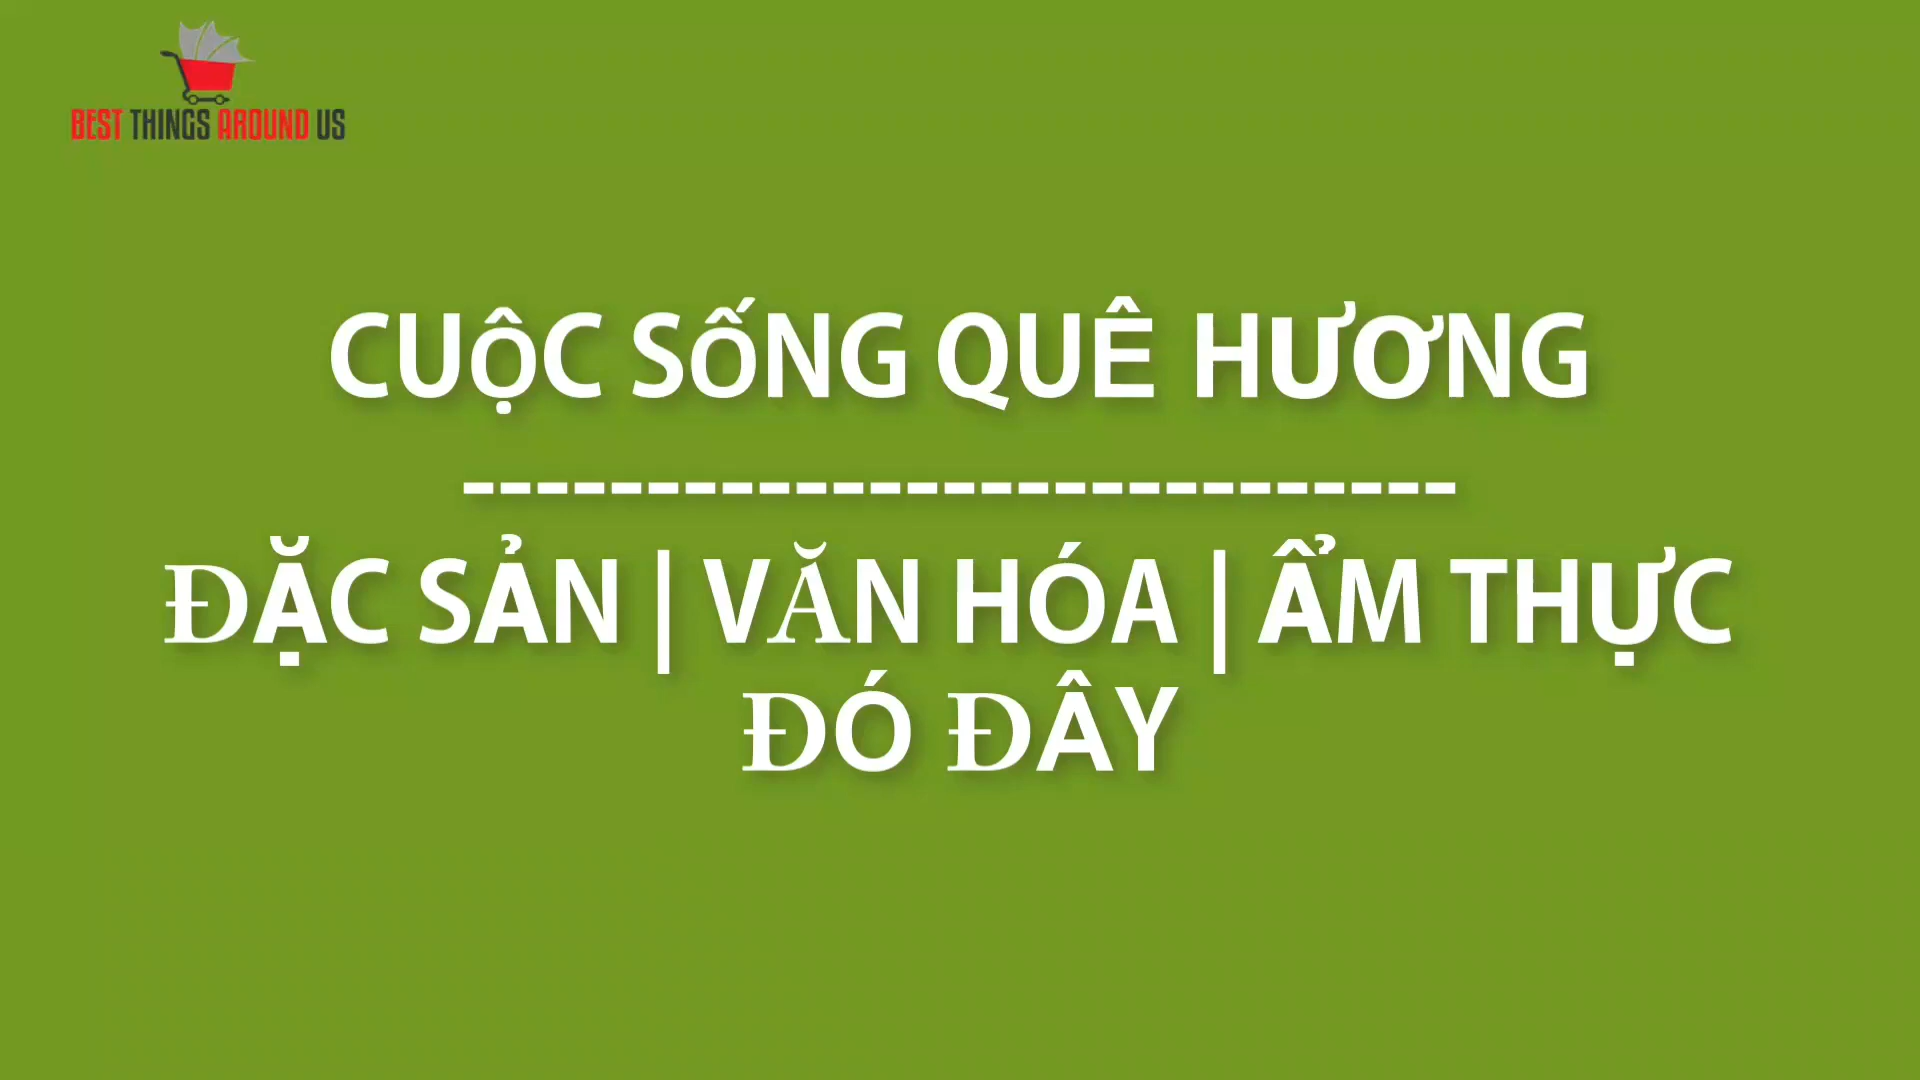 BEST THINGS AROUND US
CUỘC SỐNG QUÊ HƯƠNG
---------------------------
ĐẶC SẢN | VĂN HÓA | ẨM THỰC
ĐÓ ĐÂY